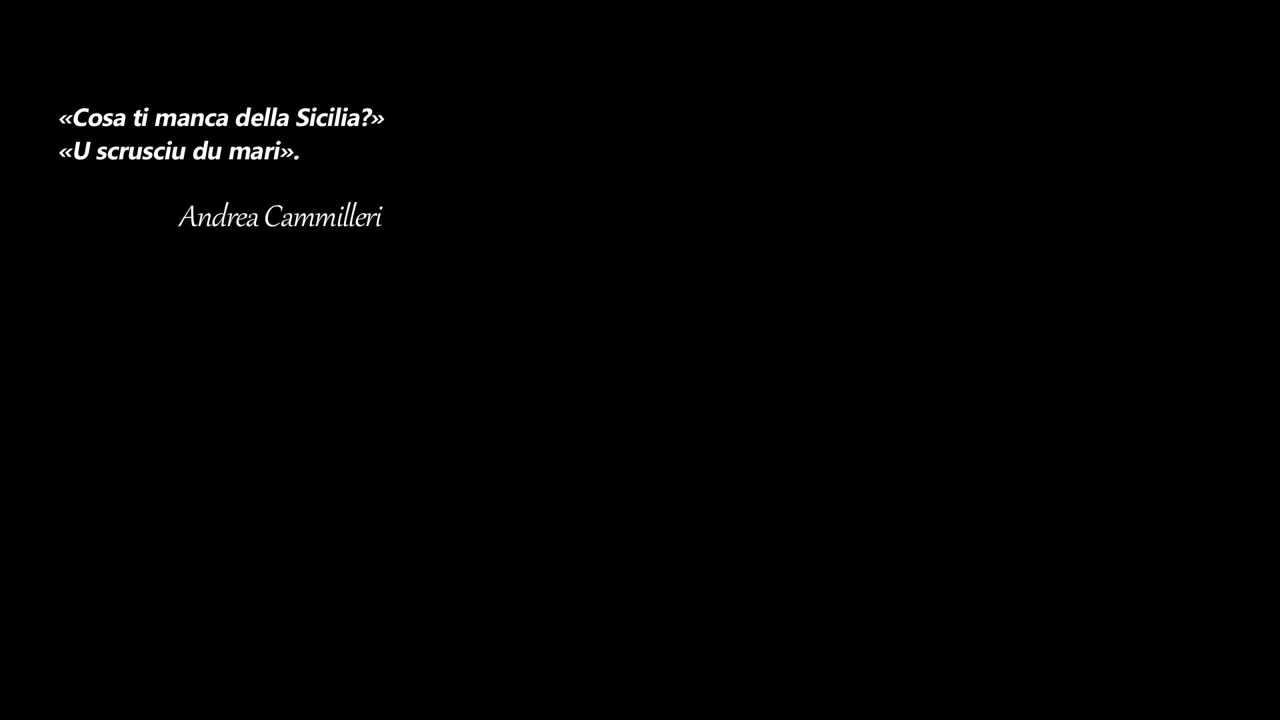 «Cosa ti manca della Sicilia?»
«U scrusciu du mari».
Andrea Cammilleri